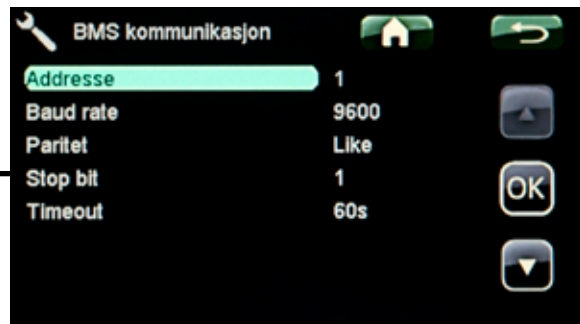 BMS kommunikasjon
Addresse 1
Baud rate 9600
Paritet Like
Stop bit 1
OK
Timeout 60s